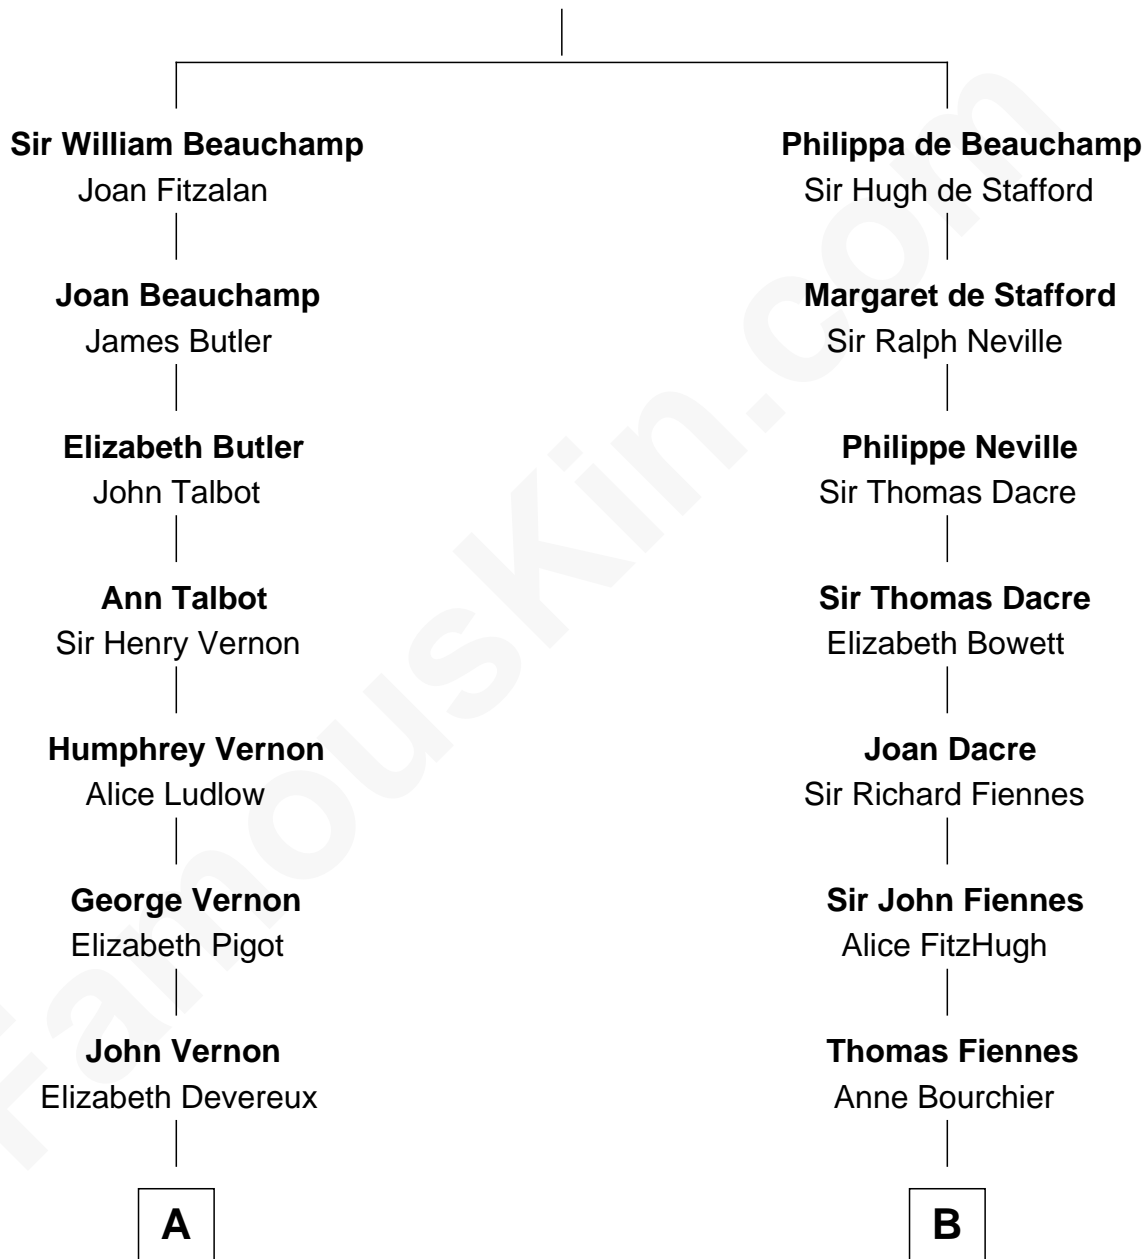 Sir William Beauchamp
Joan Fitzalan
Joan Beauchamp
James Butler
Elizabeth Butler
John Talbot
Ann Talbot
Sir Henry Vernon
Humphrey Vernon
Alice Ludlow
George Vernon
Elizabeth Pigot
John Vernon
Elizabeth Devereux
A
Philippa de Beauchamp
Sir Hugh de Stafford
Margaret de Stafford
Sir Ralph Neville
Philippe Neville
Sir Thomas Dacre
Sir Thomas Dacre
Elizabeth Bowett
Joan Dacre
Sir Richard Fiennes
Sir John Fiennes
Alice FitzHugh
Thomas Fiennes
Anne Bourchier
B
FamousKin.com